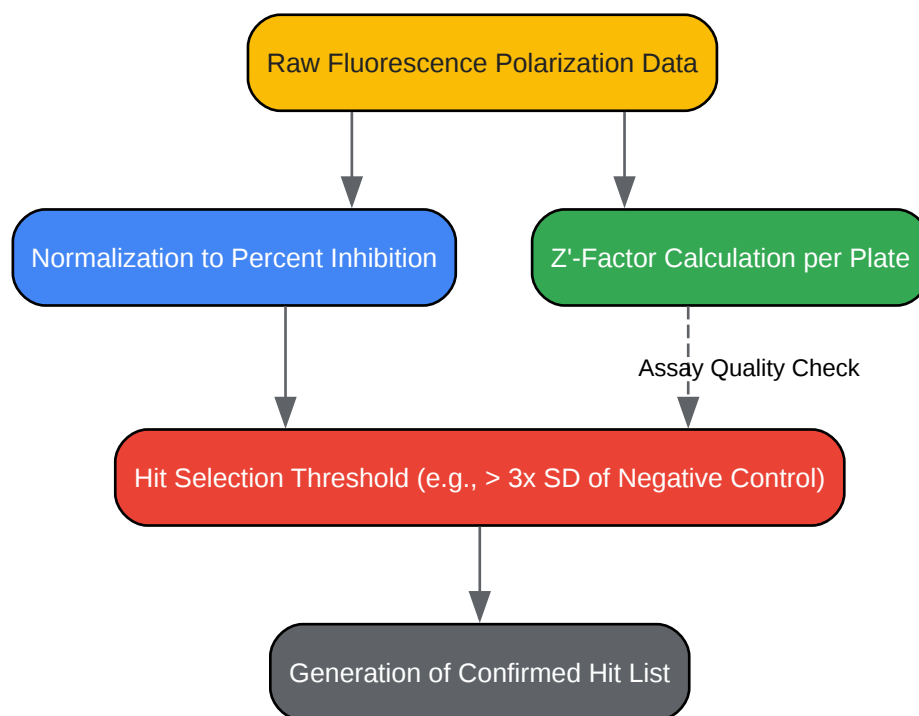 Raw Fluorescence Polarization Data
Normalization to Percent Inhibition
Z'-Factor Calculation per Plate
Assay Quality Check
Hit Selection Threshold (e.g., > 3x SD of Negative Control)
Generation of Confirmed Hit List